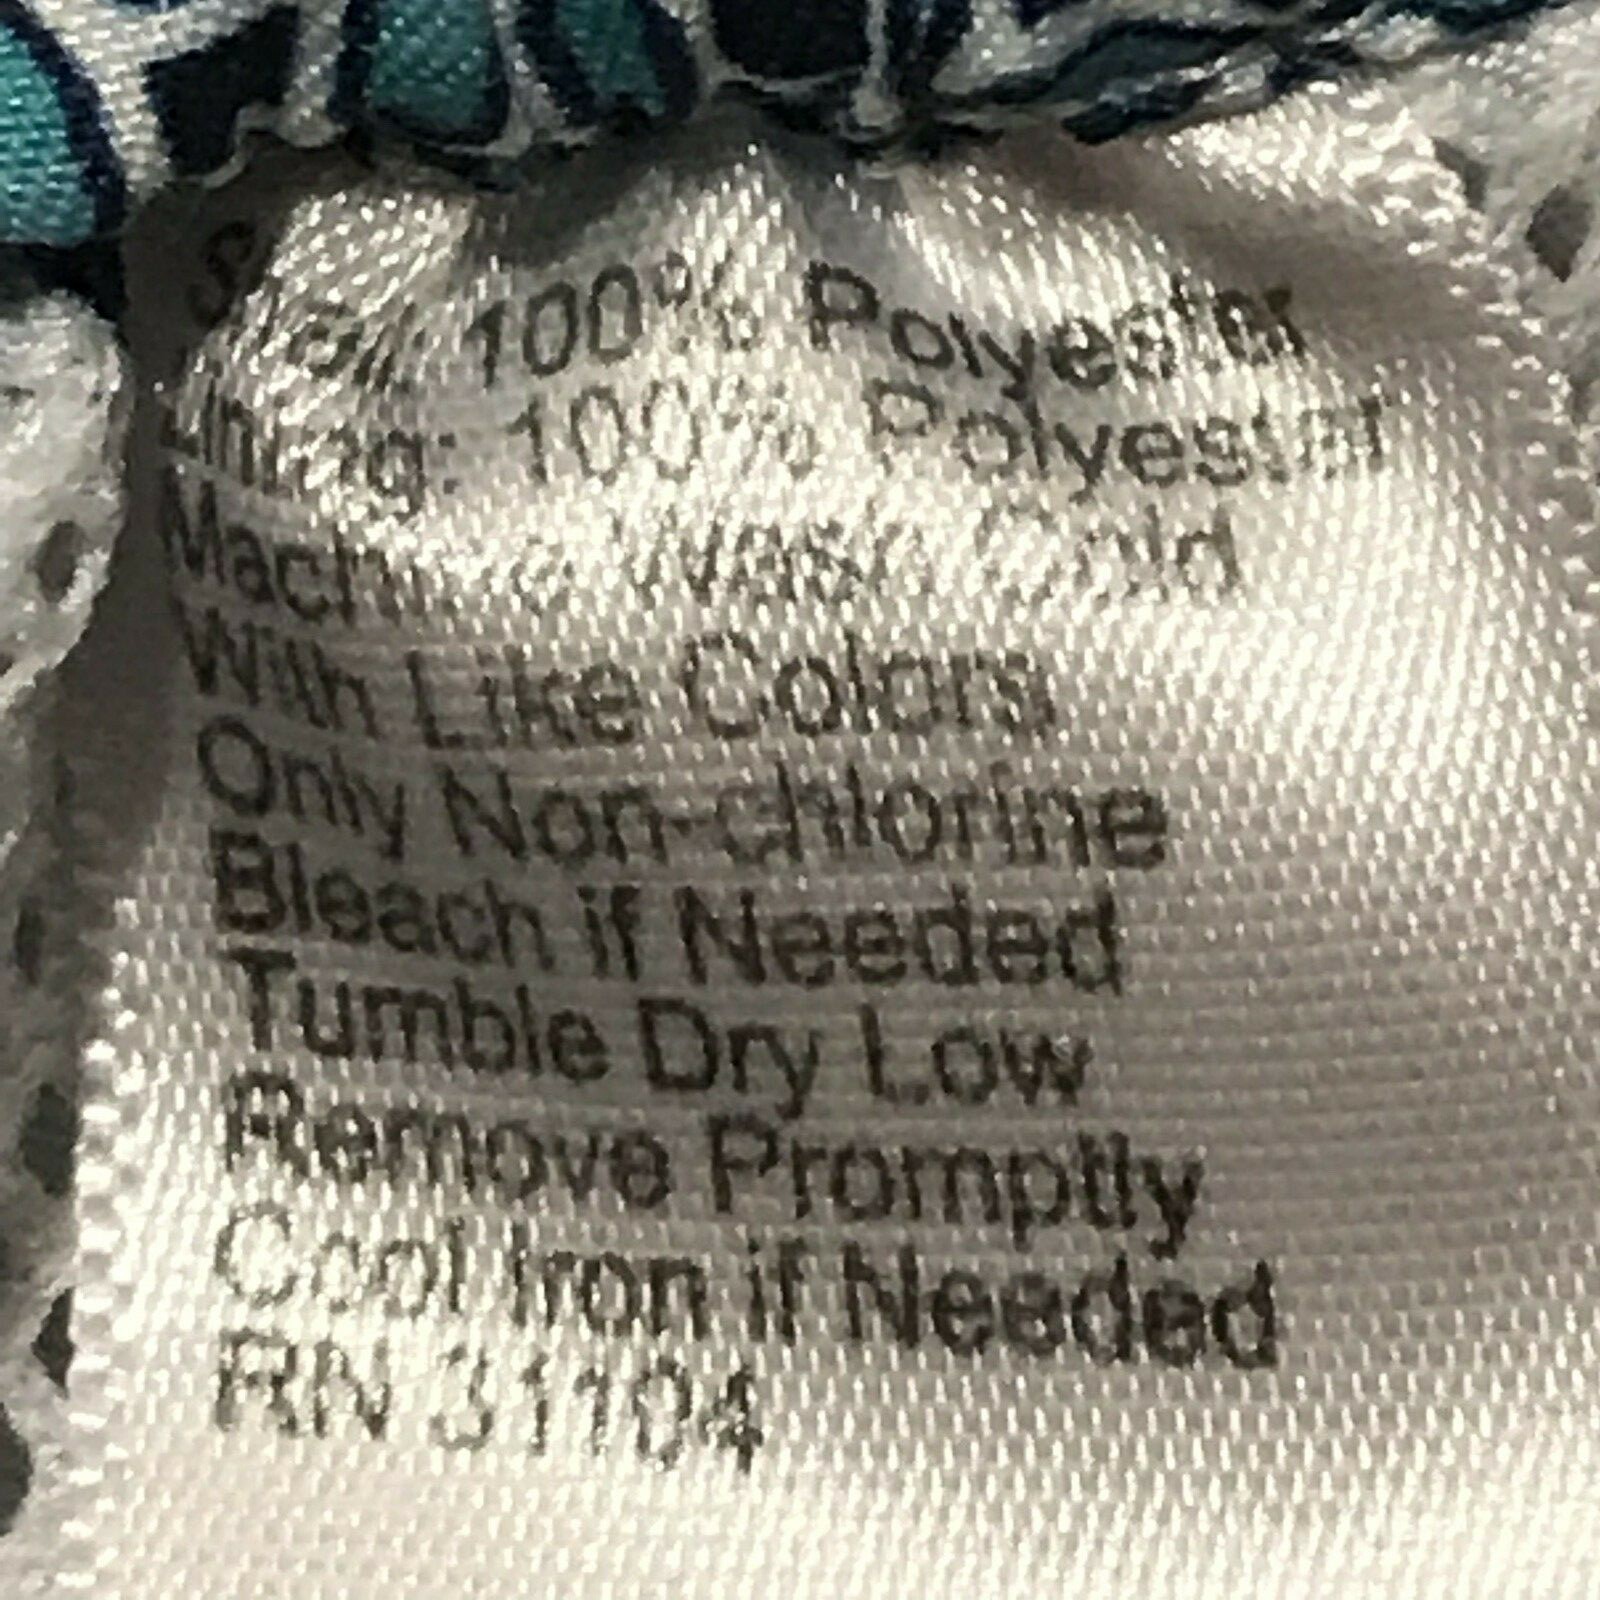 Shell: 100% Polyester
Lining: 100% Polyester
Machine Wash Cold
With Like Colors
Only Non-chlorine
Bleach if Needed
Tumble Dry Low
Remove Promptly
Cool Iron if Needed
RN 31104